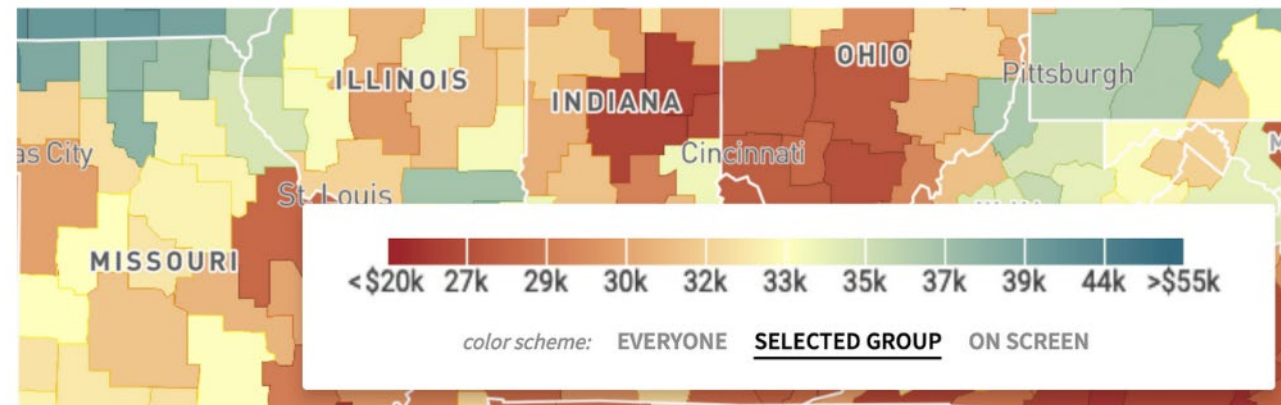 OHIO
Pittsburgh
ILLINOIS
INDIANA
as City
Cincinnati
St. Louis
MISSOURI
<$20k 27k 29k 30k 32k 33k 35k 37k 39k 44k >$55k
color scheme: EVERYONE SELECTED GROUP ON SCREEN